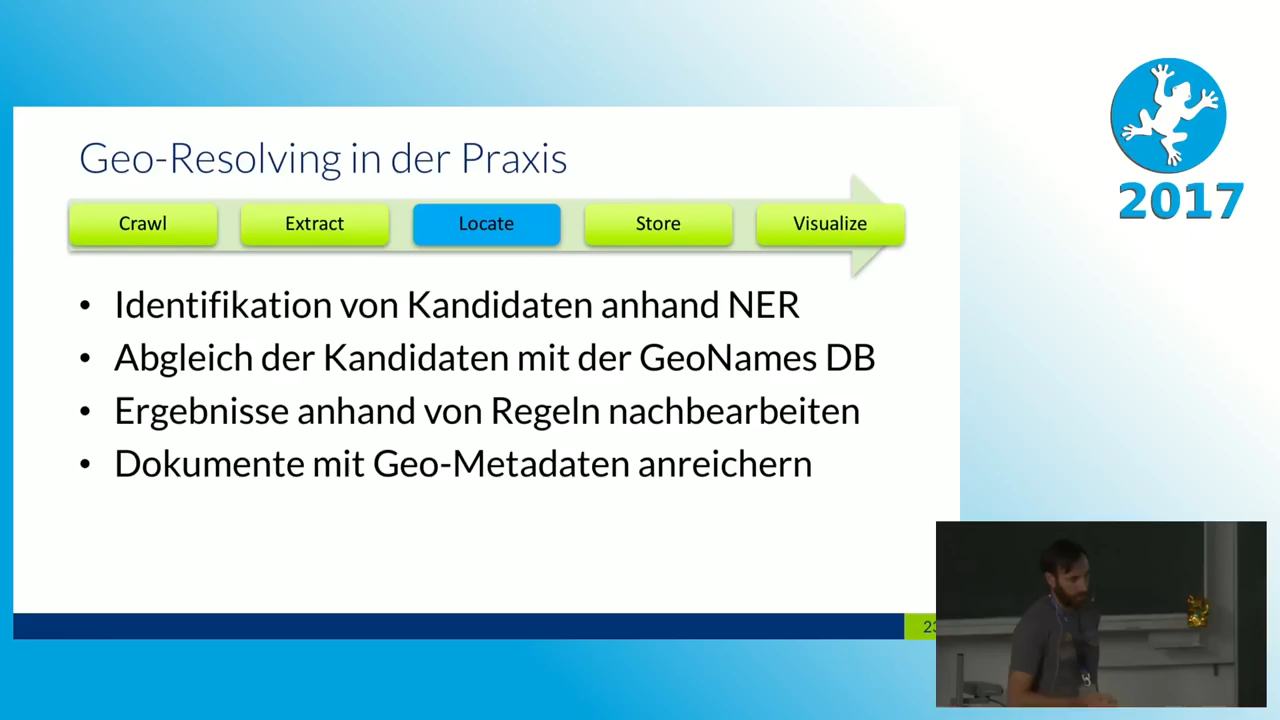 2017
Geo-Resolving in der Praxis
Crawl
Extract
Locate
Store
Visualize
• Identifikation von Kandidaten anhand NER
• Abgleich der Kandidaten mit der GeoNames DB
• Ergebnisse anhand von Regeln nachbearbeiten
• Dokumente mit Geo-Metadaten anreichern